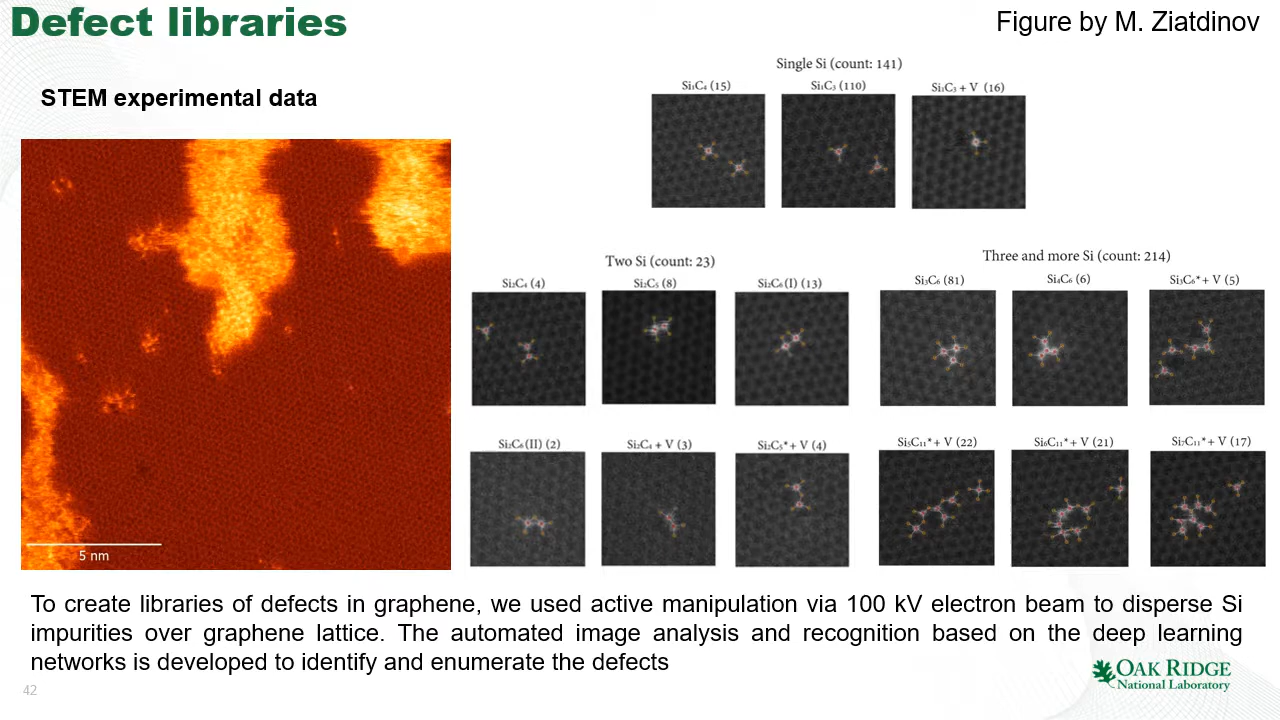 Defect libraries
Figure by M. Ziatdinov
STEM experimental data
Single Si (count: 141)
Si₁C₄ (15)
Si₁C₃ (110)
Si₁C₃ + V (16)
Two Si (count: 23)
Si₂C₄ (4)
Si₂C₅ (8)
Si₂C₆(I) (13)
Si₂C₆(II) (2)
Si₂C₄ + V (3)
Si₂C₅*+ V (4)
Three and more Si (count: 214)
Si₃C₆ (81)
Si₄C₆ (6)
Si₃C₆*+ V (5)
Si₅C₁₁*+ V (22)
Si₆C₁₁*+ V (21)
Si₇C₁₁*+ V (17)
5 nm
To create libraries of defects in graphene, we used active manipulation via 100 kV electron beam to disperse Si
impurities over graphene lattice. The automated image analysis and recognition based on the deep learning
networks is developed to identify and enumerate the defects
42
OAK RIDGE
National Laboratory